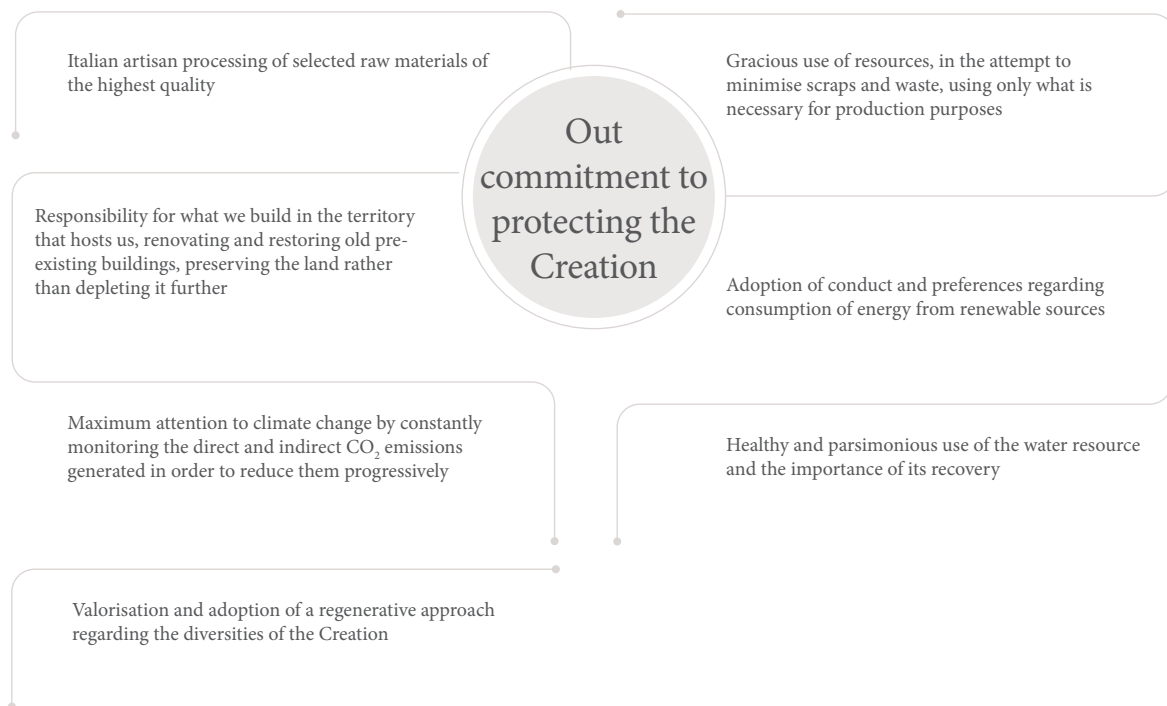 Italian artisan processing of selected raw materials of
the highest quality
Gracious use of resources, in the attempt to
minimise scraps and waste, using only what is
necessary for production purposes
Out
commitment to
protecting the
Creation
Responsibility for what we build in the territory
that hosts us, renovating and restoring old pre-
existing buildings, preserving the land rather
than depleting it further
Adoption of conduct and preferences regarding
consumption of energy from renewable sources
Maximum attention to climate change by constantly
monitoring the direct and indirect CO₂ emissions
generated in order to reduce them progressively
Healthy and parsimonious use of the water resource
and the importance of its recovery
Valorisation and adoption of a regenerative approach
regarding the diversities of the Creation